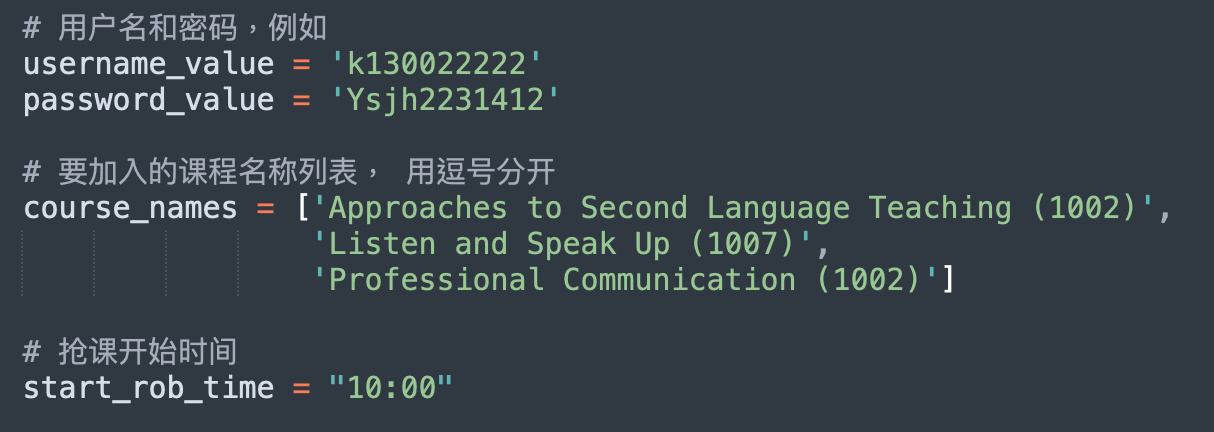 # 用户名和密码，例如
username_value = 'k130022222'
password_value = 'Ysjh2231412'
# 要加入的课程名称列表， 用逗号分开
course_names = ['Approaches to Second Language Teaching (1002)',
'Listen and Speak Up (1007)',
'Professional Communication (1002)']
# 抢课开始时间
start_rob_time = "10:00"